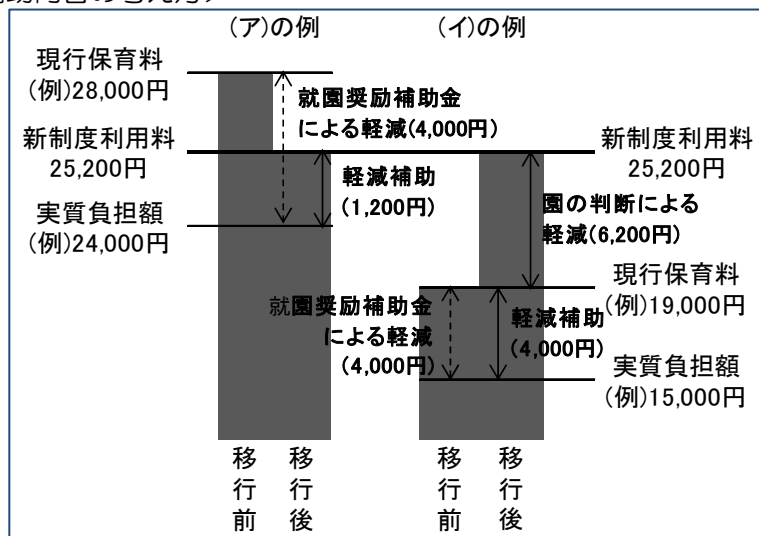 (ア)の例
(イ)の例
現行保育料
(例)28,000円
就園奨励補助金
による軽減(4,000円)
新制度利用料
25,200円
新制度利用料
25,200円
軽減補助
(1,200円)
園の判断による
軽減(6,200円)
実質負担額
(例)24,000円
現行保育料
(例)19,000円
就園奨励補助金
による軽減
(4,000円)
軽減補助
(4,000円)
実質負担額
(例)15,000円
移行前
移行後
移行前
移行後